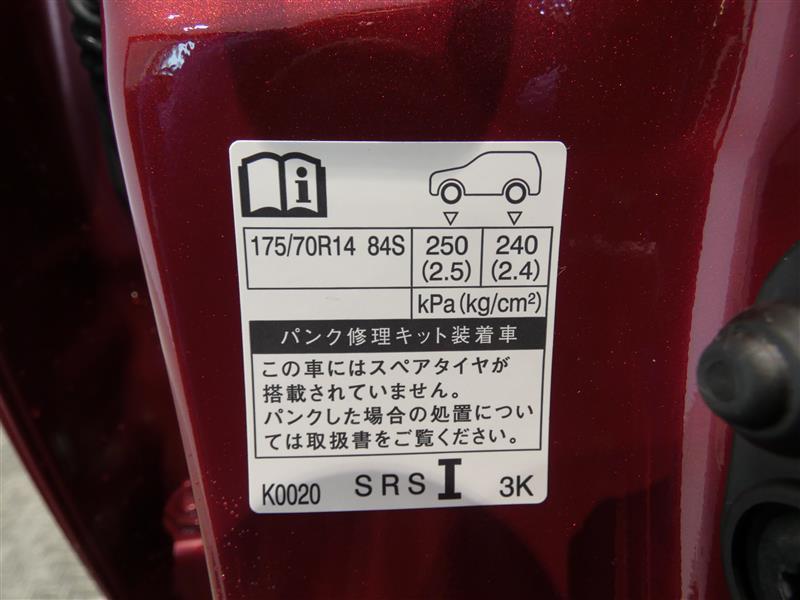 i
175/70R14 84S 250 240
(2.5) (2.4)
kPa(kg/cm²)
パンク修理キット装着車
この車にはスペアタイヤが
搭載されていません。
パンクした場合の処置につい
ては取扱書をご覧ください。
K0020 SRS I 3K